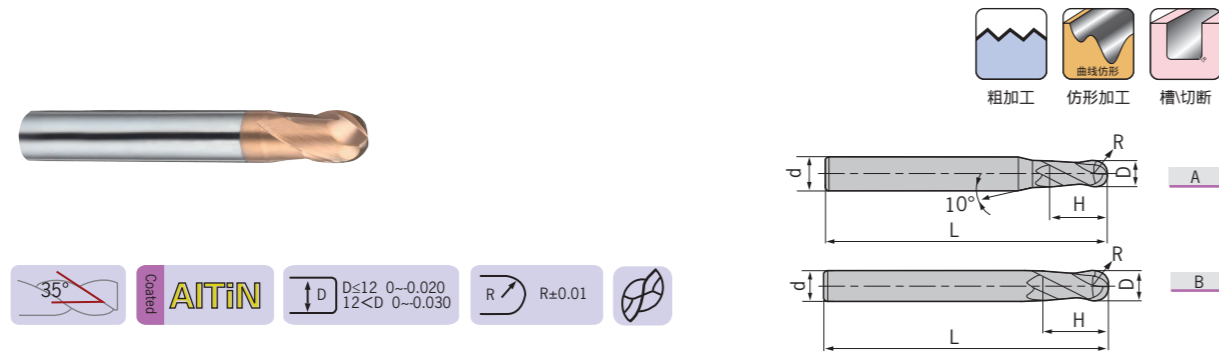 曲线仿形
粗加工
仿形加工
槽\切断
R
d
D
A
10°
H
L
R
d
D
B
H
L
35°
Coated
AlTiN
D
D≤12 0~-0.020
12<D 0~-0.030
R
R±0.01